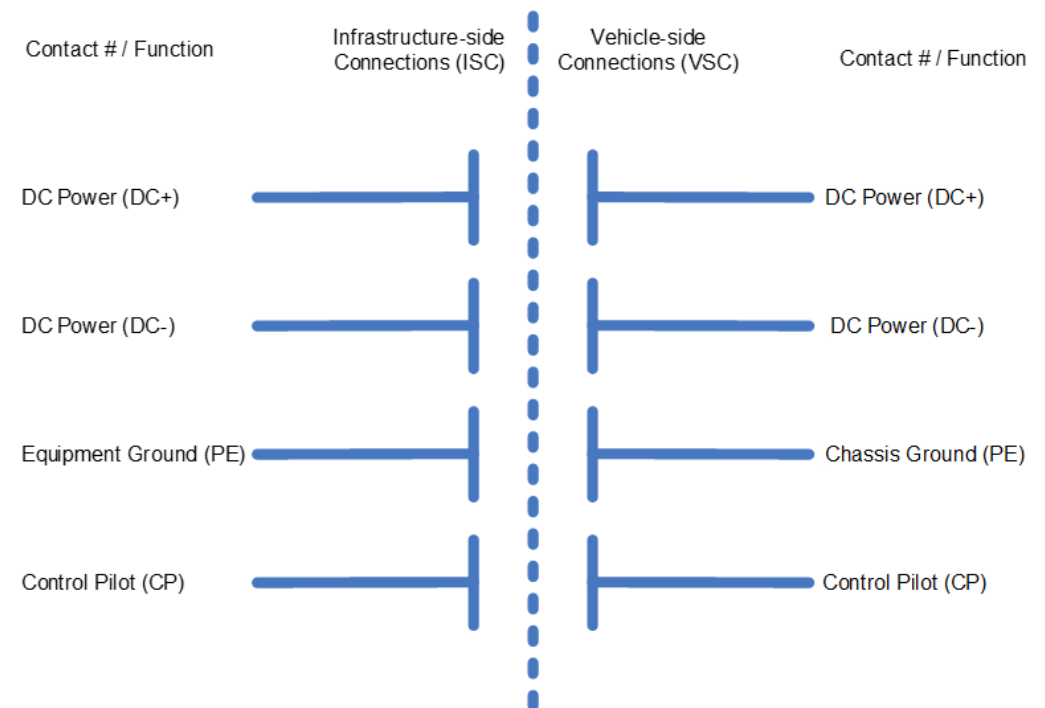 Contact # / Function
Infrastructure-side
Connections (ISC)
Vehicle-side
Connections (VSC)
Contact # / Function
DC Power (DC+)
DC Power (DC+)
DC Power (DC-)
DC Power (DC-)
Equipment Ground (PE)
Chassis Ground (PE)
Control Pilot (CP)
Control Pilot (CP)